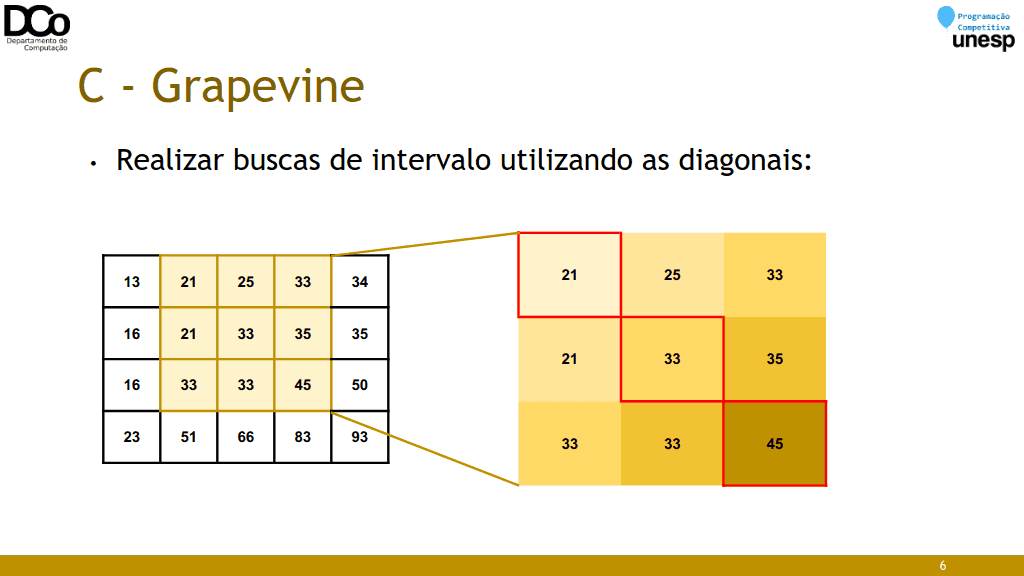 DCo
Departamento de
Computação
Programação
Competitiva
unesp
C - Grapevine
• Realizar buscas de intervalo utilizando as diagonais:
13 21 25 33 34
16 21 33 35 35
16 33 33 45 50
23 51 66 83 93
21 25 33
21 33 35
33 33 45
6